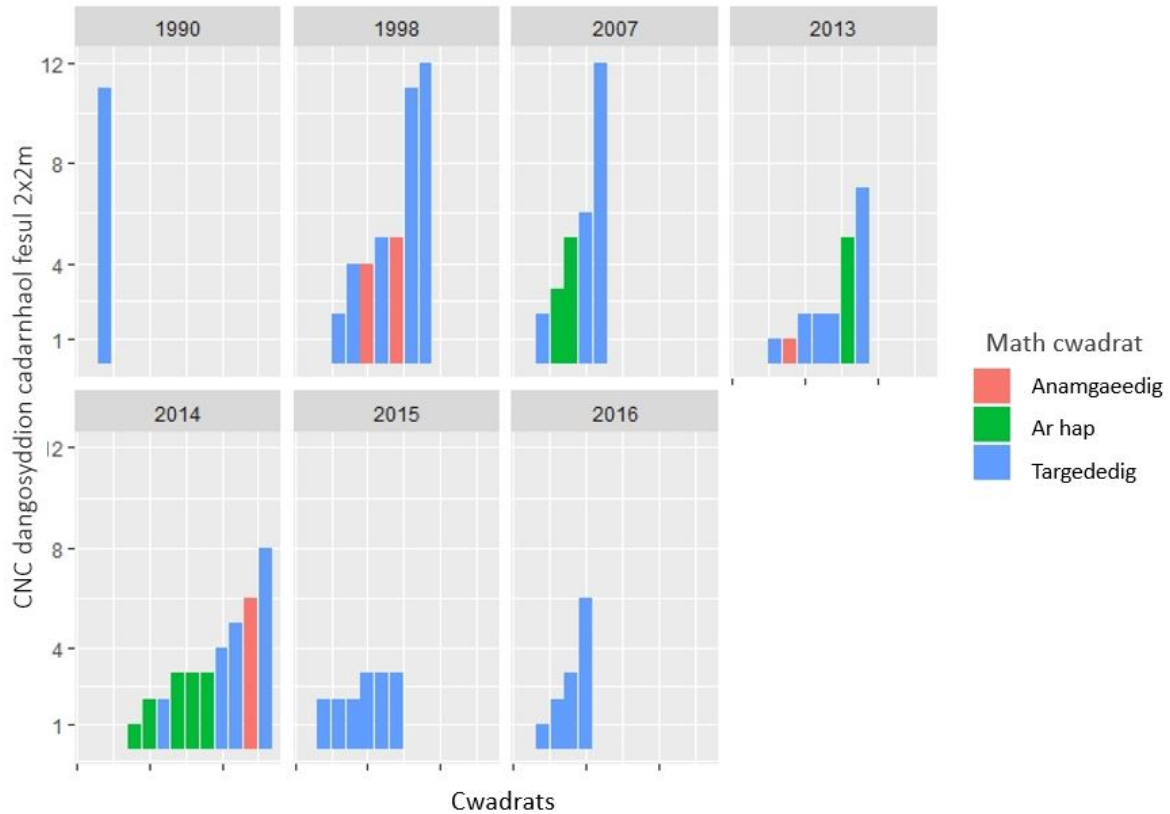 CNC dangosyddion cadarnhaol fesul 2x2m
1990
1998
2007
2013
12
8
4
1
2014
2015
2016
12
8
4
1
Cwadrats
Math cwadrat
Anamgaeedig
Ar hap
Targededig